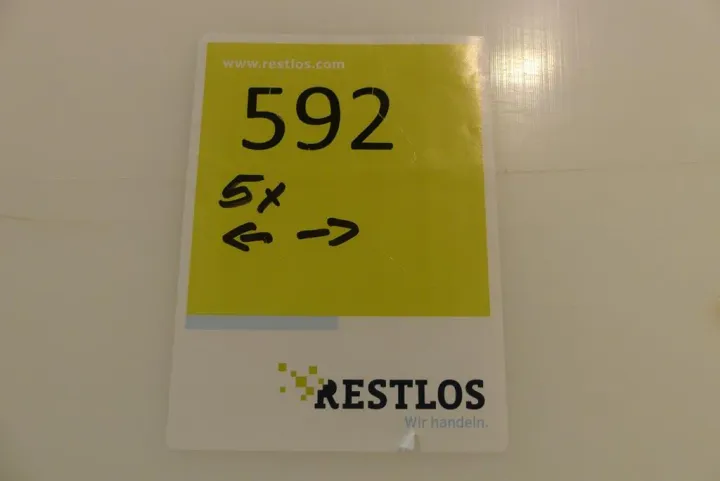 www.restlos.com
592
5x
← →
RESTLOS
Wir handeln.